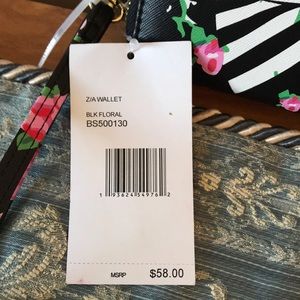 Z/A WALLET
BLK FLORAL
BS500130
1 93624 54976 2
MSRP $58.00